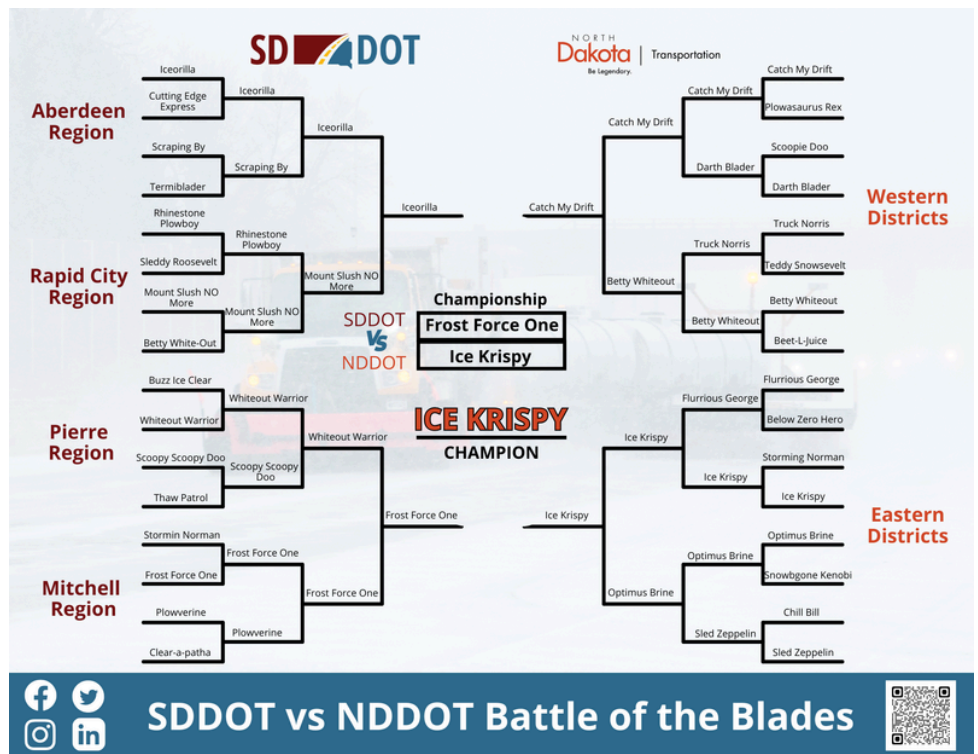 SD DOT
NORTH
Dakota
Be Legendary.
Transportation
Aberdeen
Region
Iceorilla
Cutting Edge
Express
Scraping By
Termiblader
Iceorilla
Scraping By
Iceorilla
Rapid City
Region
Rhinestone
Plowboy
Sleddy Roosevelt
Mount Slush NO
More
Betty White-Out
Rhinestone
Plowboy
Mount Slush NO
More
Mount Slush NO
More
Iceorilla
Pierre
Region
Buzz Ice Clear
Whiteout Warrior
Scoopy Scoopy Doo
Thaw Patrol
Whiteout Warrior
Scoopy Scoopy
Doo
Whiteout Warrior
Mitchell
Region
Stormin Norman
Frost Force One
Plowverine
Clear-a-patha
Frost Force One
Plowverine
Frost Force One
Frost Force One
Championship
SDDOT
VS
NDDOT
Frost Force One
Ice Krispy
ICE KRISPY
CHAMPION
Catch My Drift
Catch My Drift
Betty Whiteout
Catch My Drift
Darth Blader
Truck Norris
Betty Whiteout
Catch My Drift
Plowasaurus Rex
Scoopie Doo
Darth Blader
Truck Norris
Teddy Snowsevelt
Betty Whiteout
Beet-L-Juice
Western
Districts
Ice Krispy
Ice Krispy
Optimus Brine
Flurrious George
Ice Krispy
Optimus Brine
Sled Zeppelin
Flurrious George
Below Zero Hero
Storming Norman
Ice Krispy
Optimus Brine
Snowbgone Kenobi
Chill Bill
Sled Zeppelin
Eastern
Districts
SDDOT vs NDDOT Battle of the Blades